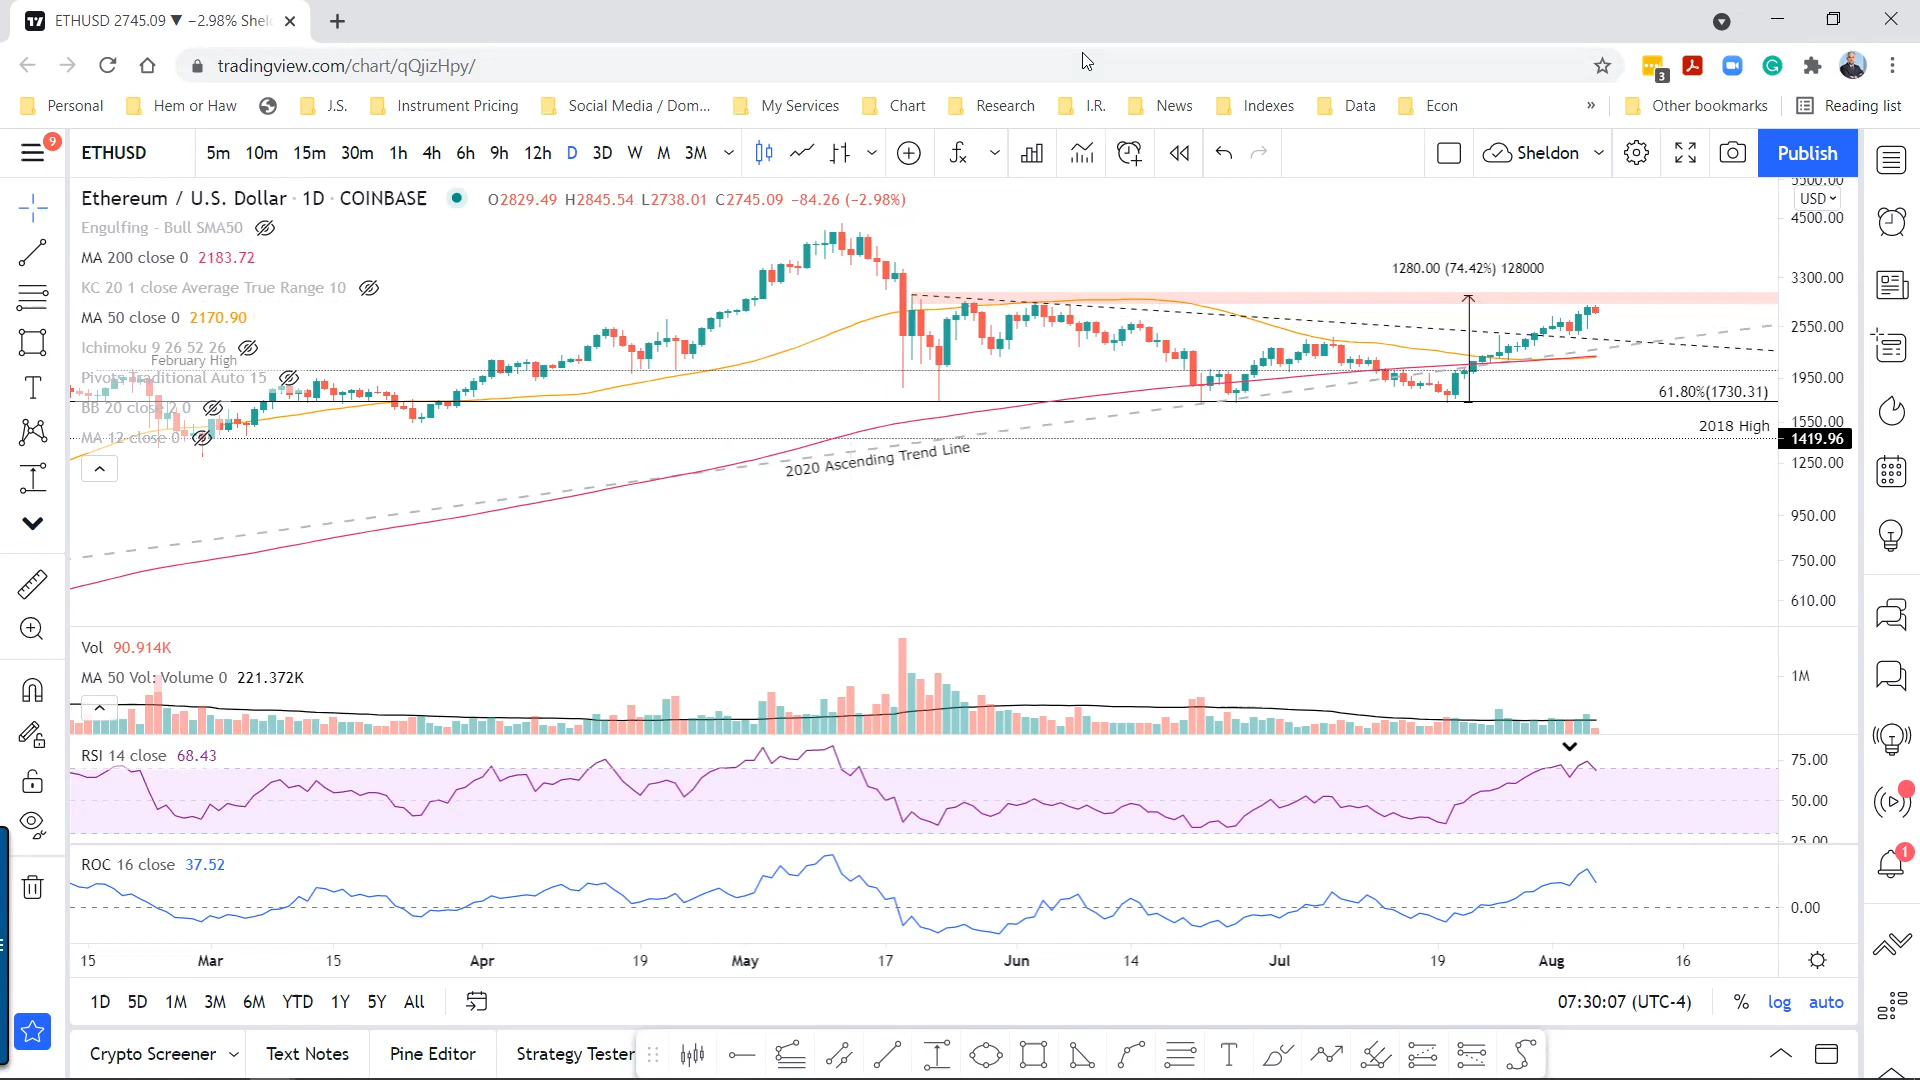 ETHUSD 2745.09 ▼ −2.98% Shel
tradingview.com/chart/qQjizHpy/
3
Personal Hem or Haw J.S. Instrument Pricing Social Media / Dom... My Services Chart Research I.R. News Indexes Data Econ » Other bookmarks Reading list
9
ETHUSD 5m 10m 15m 30m 1h 4h 6h 9h 12h D 3D W M 3M Sheldon Publish
Ethereum / U.S. Dollar · 1D · COINBASE O2829.49 H2845.54 L2738.01 C2745.09 −84.26 (−2.98%)
Engulfing - Bull SMA50
MA 200 close 0 2183.72
KC 20 1 close Average True Range 10
MA 50 close 0 2170.90
Ichimoku 9 26 52 26
February High
Pivots Traditional Auto 15
BB 20 close 2 0
MA 12 close 0
1280.00 (74.42%) 128000
61.80%(1730.31)
2018 High
2020 Ascending Trend Line
5500.00
USD
4500.00
3300.00
2550.00
1950.00
1550.00
1419.96
1250.00
950.00
750.00
610.00
Vol 90.914K
MA 50 Vol: Volume 0 221.372K
1M
RSI 14 close 68.43
75.00
50.00
25.00
ROC 16 close 37.52
0.00
15 Mar 15 Apr 19 May 17 Jun 14 Jul 19 Aug 16
1D 5D 1M 3M 6M YTD 1Y 5Y All 07:30:07 (UTC-4) % log auto
Crypto Screener Text Notes Pine Editor Strategy Tester
1